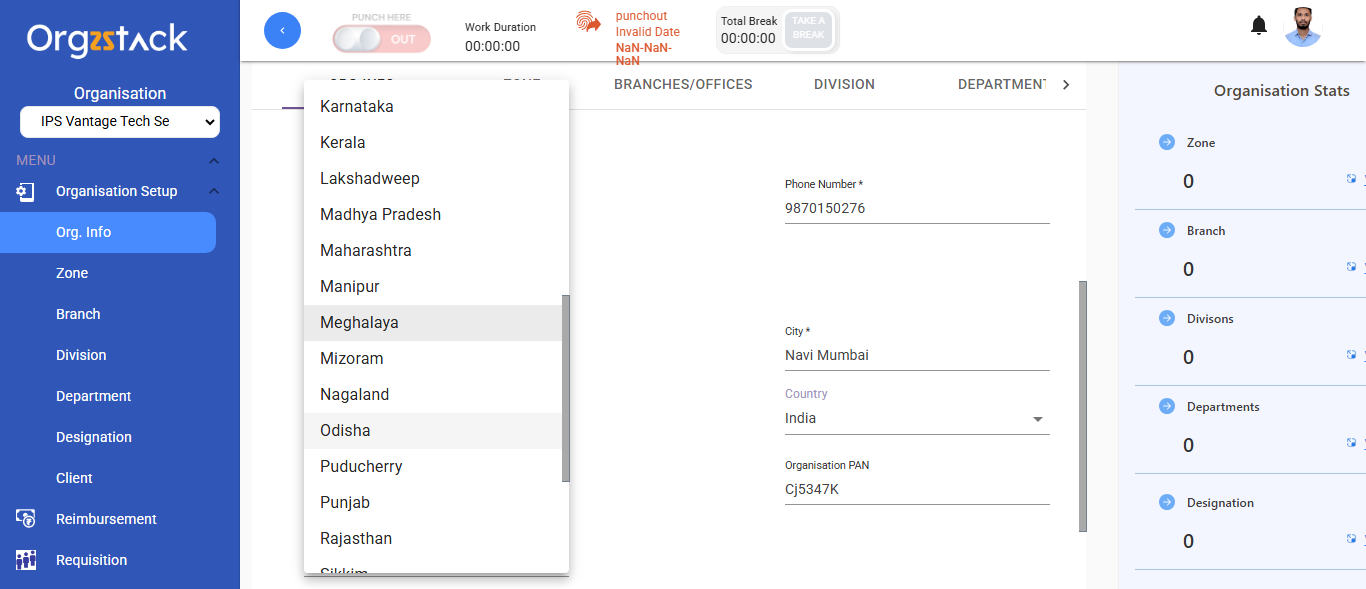 Orgzstack
Organisation
IPS Vantage Tech Se
MENU
Organisation Setup
Org. Info
Zone
Branch
Division
Department
Designation
Client
Reimbursement
Requisition
PUNCH HERE
OUT
Work Duration
00:00:00
punchout
Invalid Date
NaN-NaN-
NaN
Total Break
00:00:00
TAKE A
BREAK
BRANCHES/OFFICES
DIVISION
DEPARTMENT
Karnataka
Kerala
Lakshadweep
Madhya Pradesh
Maharashtra
Manipur
Meghalaya
Mizoram
Nagaland
Odisha
Puducherry
Punjab
Rajasthan
Sikkim
Phone Number *
9870150276
City *
Navi Mumbai
Country
India
Organisation PAN
Cj5347K
Organisation Stats
Zone
0
Branch
0
Divisons
0
Departments
0
Designation
0